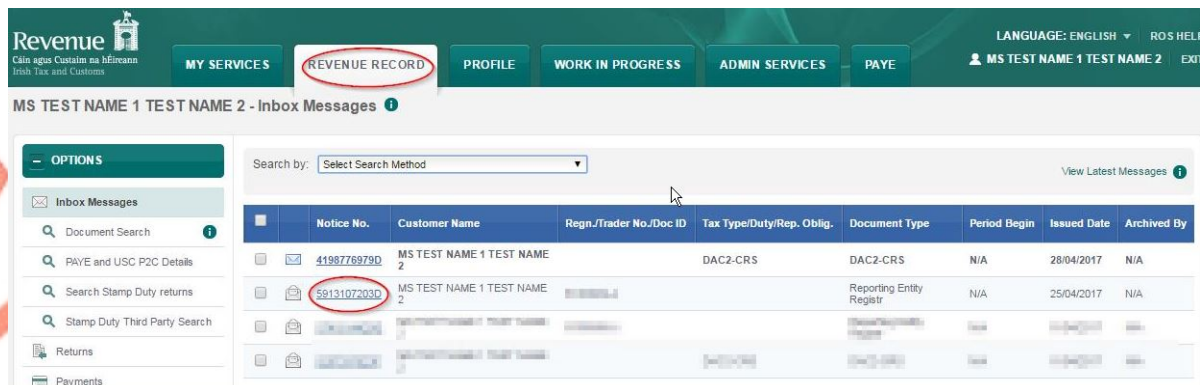 Revenue
Cáin agus Custaim na hÉireann
Irish Tax and Customs
LANGUAGE: ENGLISH ROS HELP
MY SERVICES REVENUE RECORD PROFILE WORK IN PROGRESS ADMIN SERVICES PAYE MS TEST NAME 1 TEST NAME 2 EXIT
MS TEST NAME 1 TEST NAME 2 - Inbox Messages
OPTIONS
Search by: Select Search Method
View Latest Messages
Inbox Messages
Document Search
PAYE and USC P2C Details
Search Stamp Duty returns
Stamp Duty Third Party Search
Returns
Payments
Notice No. Customer Name Regn./Trader No./Doc ID Tax Type/Duty/Rep. Oblig. Document Type Period Begin Issued Date Archived By
4198776979D MS TEST NAME 1 TEST NAME 2 DAC2-CRS DAC2-CRS N/A 28/04/2017 N/A
5913107203D MS TEST NAME 1 TEST NAME 2 Reporting Entity Registr N/A 25/04/2017 N/A